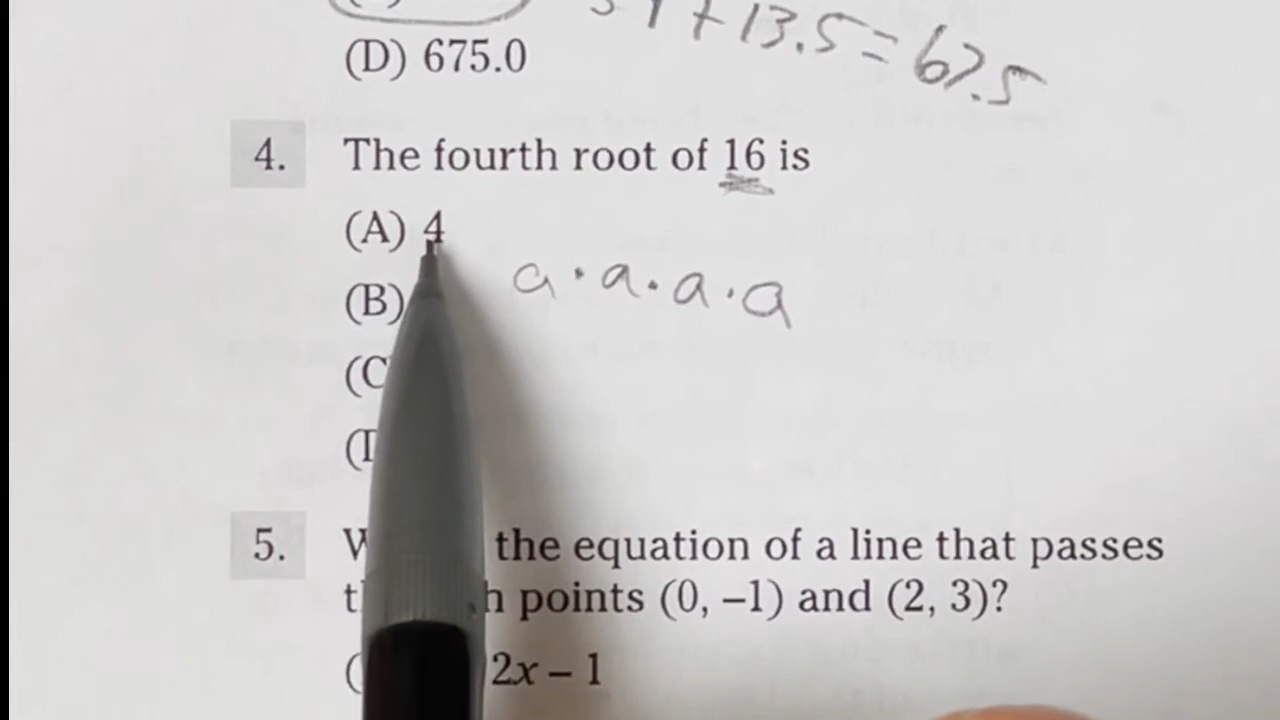 54 + 13.5 = 67.5
(D) 675.0
4. The fourth root of 16 is
(A) 4
a · a · a · a
(B)
5. the equation of a line that passes
points (0, –1) and (2, 3)?
2x – 1